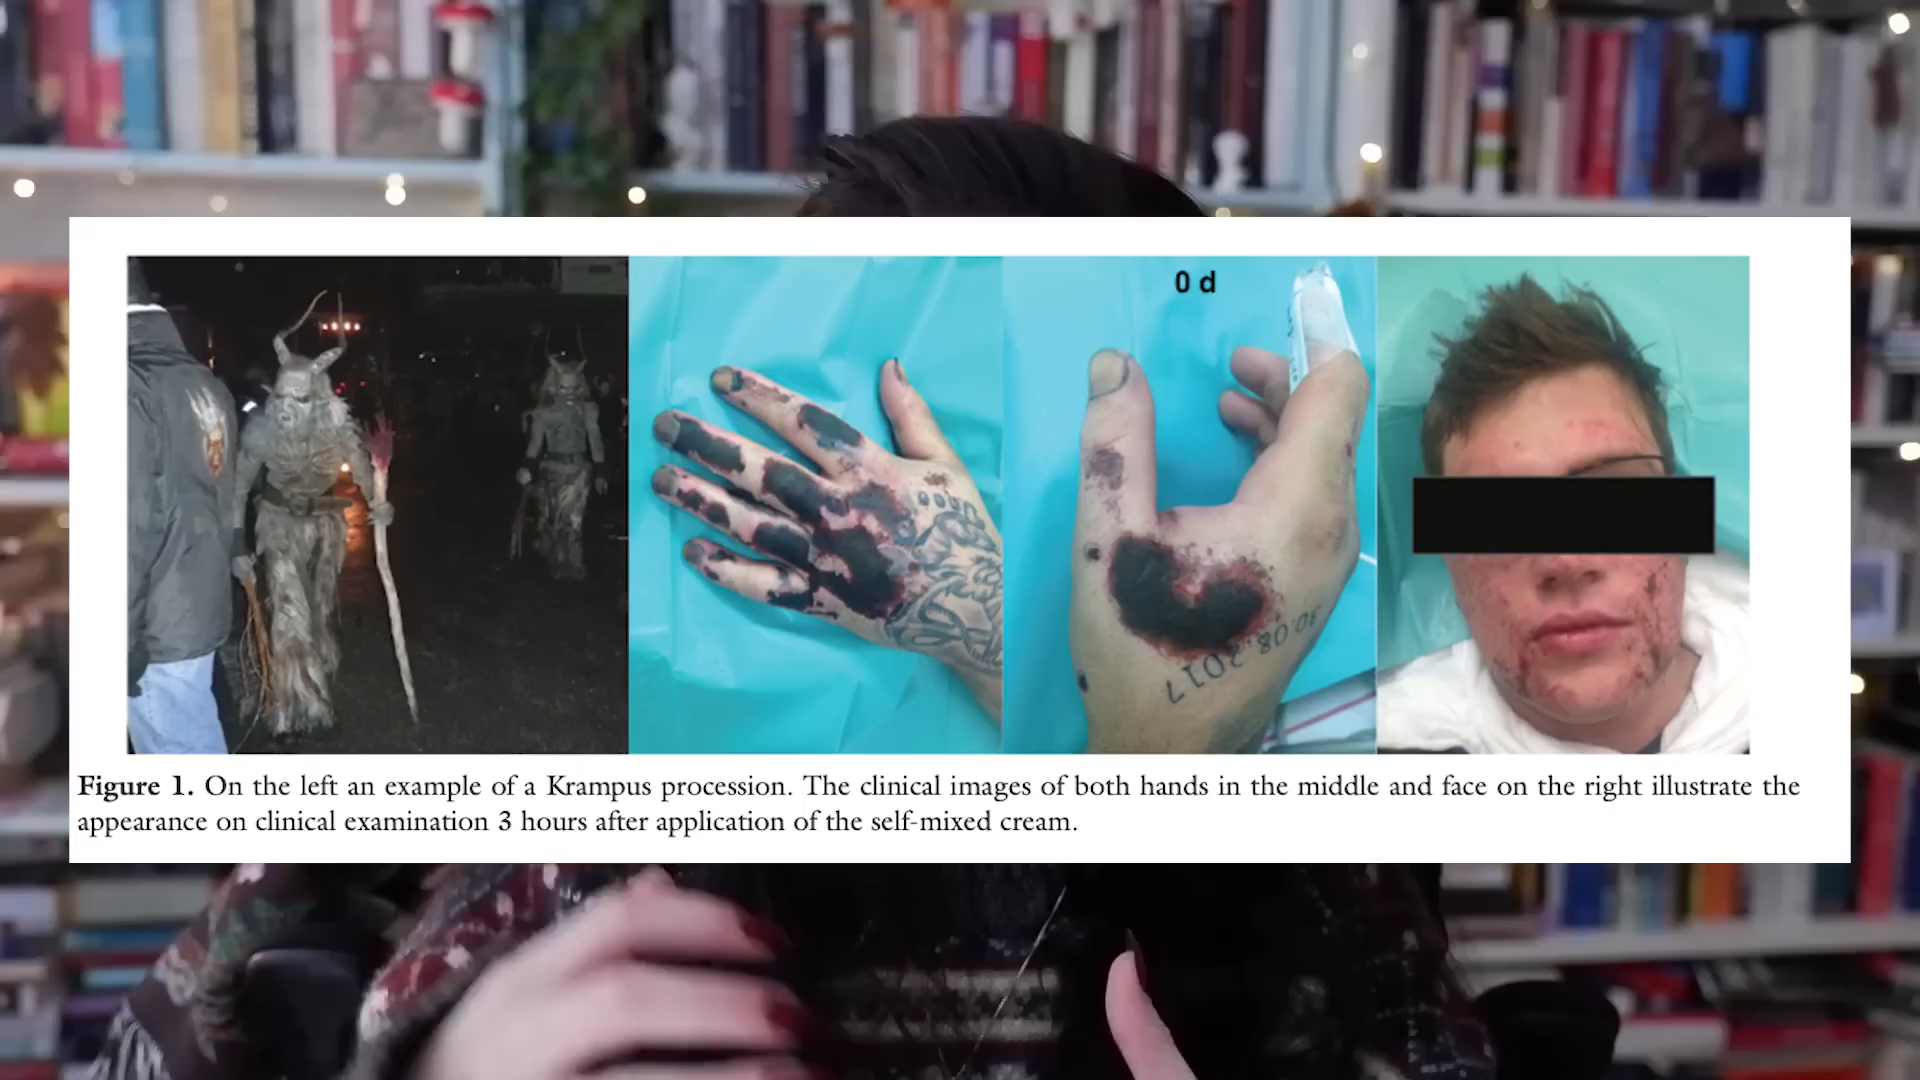 0 d
30.08.2017
Figure 1. On the left an example of a Krampus procession. The clinical images of both hands in the middle and face on the right illustrate the
appearance on clinical examination 3 hours after application of the self-mixed cream.